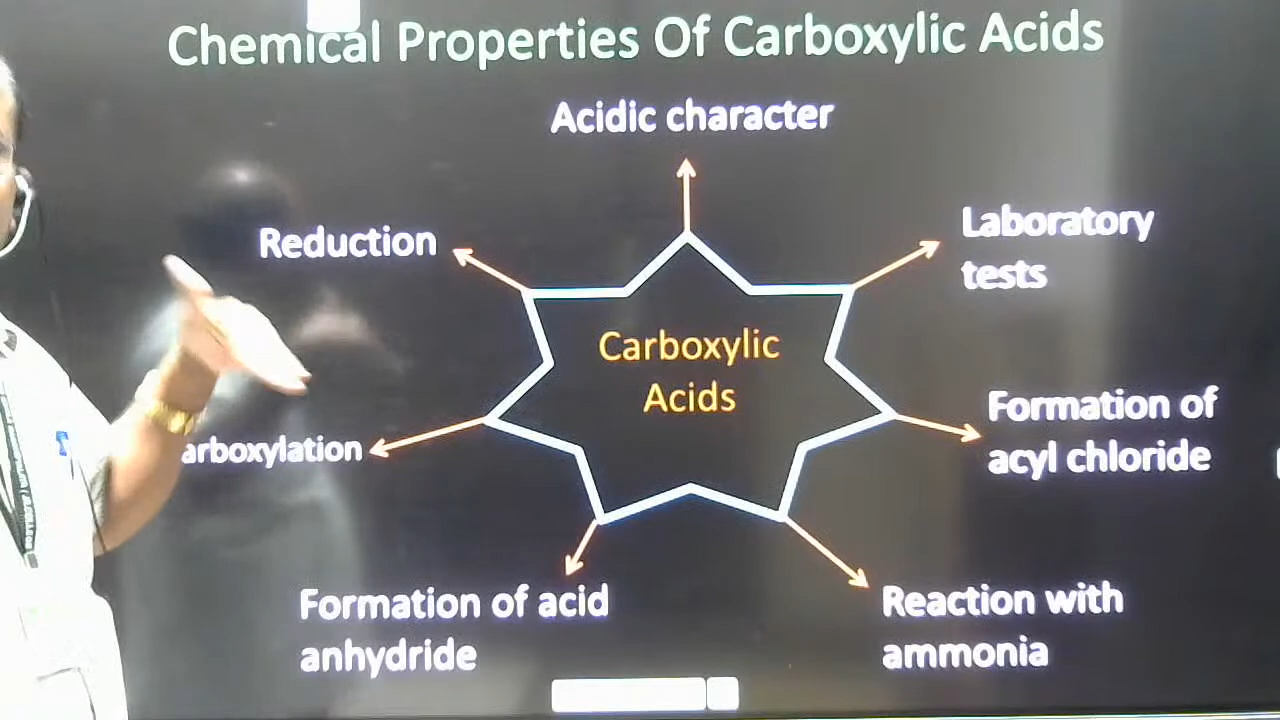 Chemical Properties Of Carboxylic Acids
Acidic character
Laboratory
tests
Reduction
Carboxylic
Acids
Formation of
acyl chloride
arboxylation
Formation of acid
anhydride
Reaction with
ammonia